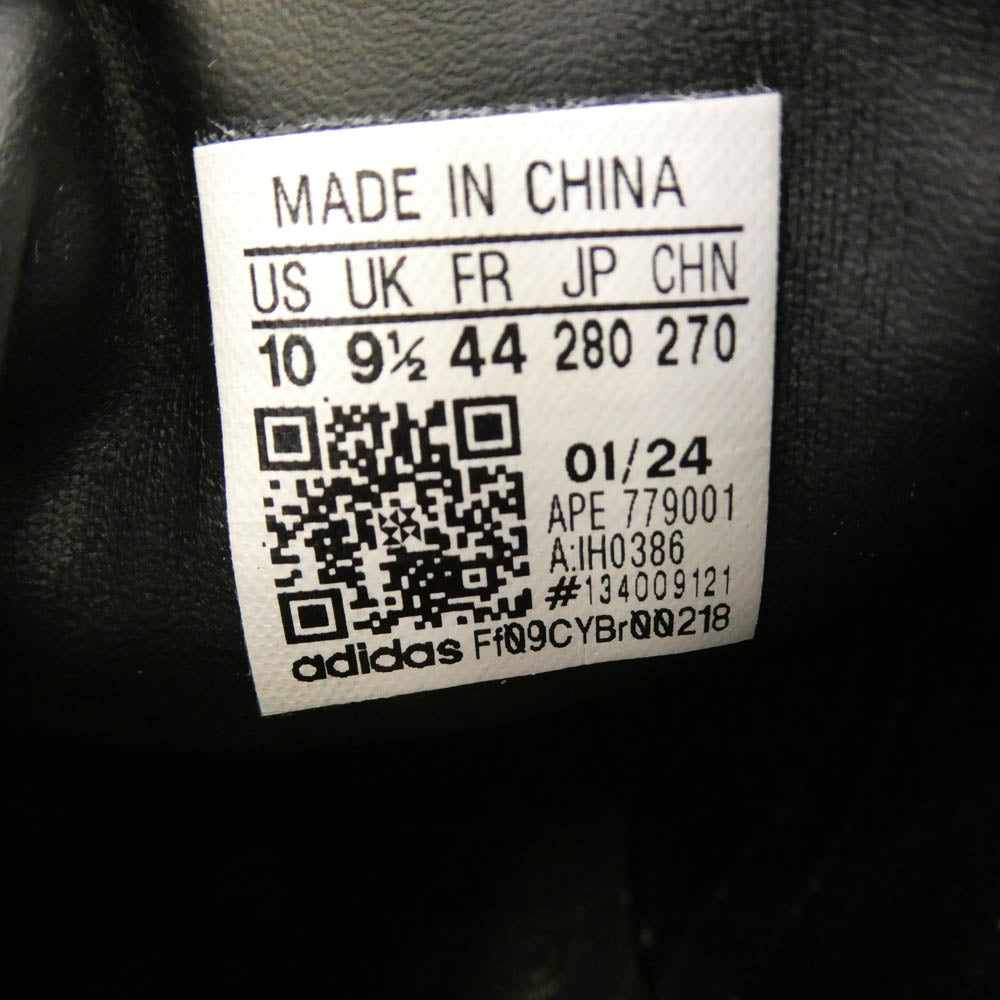 MADE IN CHINA
US UK FR JP CHN
10 9½ 44 280 270
01/24
APE 779001
A:IH0386
#134009121
adidas Ff09CYBr00218